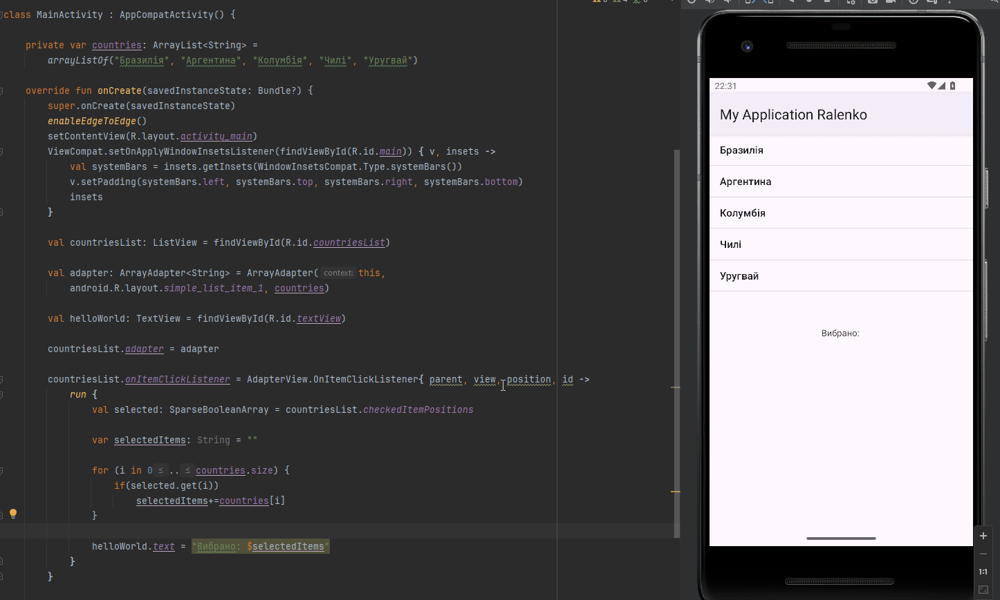 class MainActivity : AppCompatActivity() {
private var countries: ArrayList<String> =
arrayListOf("Бразилія", "Аргентина", "Колумбія", "Чилі", "Уругвай")
override fun onCreate(savedInstanceState: Bundle?) {
super.onCreate(savedInstanceState)
enableEdgeToEdge()
setContentView(R.layout.activity_main)
ViewCompat.setOnApplyWindowInsetsListener(findViewById(R.id.main)) { v, insets ->
val systemBars = insets.getInsets(WindowInsetsCompat.Type.systemBars())
v.setPadding(systemBars.left, systemBars.top, systemBars.right, systemBars.bottom)
insets
}
val countriesList: ListView = findViewById(R.id.countriesList)
val adapter: ArrayAdapter<String> = ArrayAdapter( context: this,
android.R.layout.simple_list_item_1, countries)
val helloWorld: TextView = findViewById(R.id.textView)
countriesList.adapter = adapter
countriesList.onItemClickListener = AdapterView.OnItemClickListener{ parent, view, position, id ->
run {
val selected: SparseBooleanArray = countriesList.checkedItemPositions
var selectedItems: String = ""
for (i in 0 ≤ .. ≤ countries.size) {
if(selected.get(i))
selectedItems+=countries[i]
}
helloWorld.text = "Вибрано: $selectedItems"
}
}
22:31
My Application Ralenko
Бразилія
Аргентина
Колумбія
Чилі
Уругвай
Вибрано:
1:1